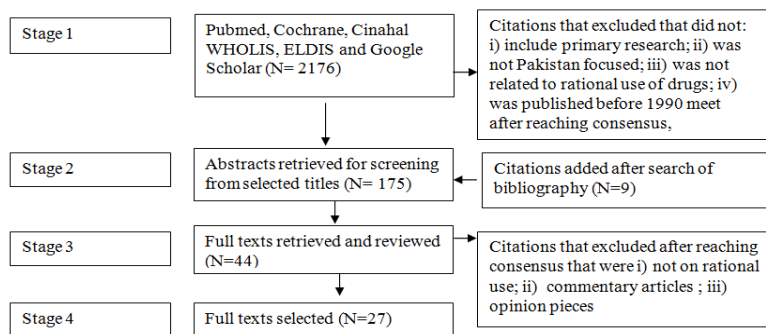 Stage 1
Pubmed, Cochrane, Cinahal
WHOLIS, ELDIS and Google
Scholar (N= 2176)
Citations that excluded that did not:
i) include primary research; ii) was
not Pakistan focused; iii) was not
related to rational use of drugs; iv)
was published before 1990 meet
after reaching consensus,
Stage 2
Abstracts retrieved for screening
from selected titles (N= 175)
Citations added after search of
bibliography (N=9)
Stage 3
Full texts retrieved and reviewed
(N=44)
Citations that excluded after reaching
consensus that were i) not on rational
use; ii) commentary articles ; iii)
opinion pieces
Stage 4
Full texts selected (N=27)